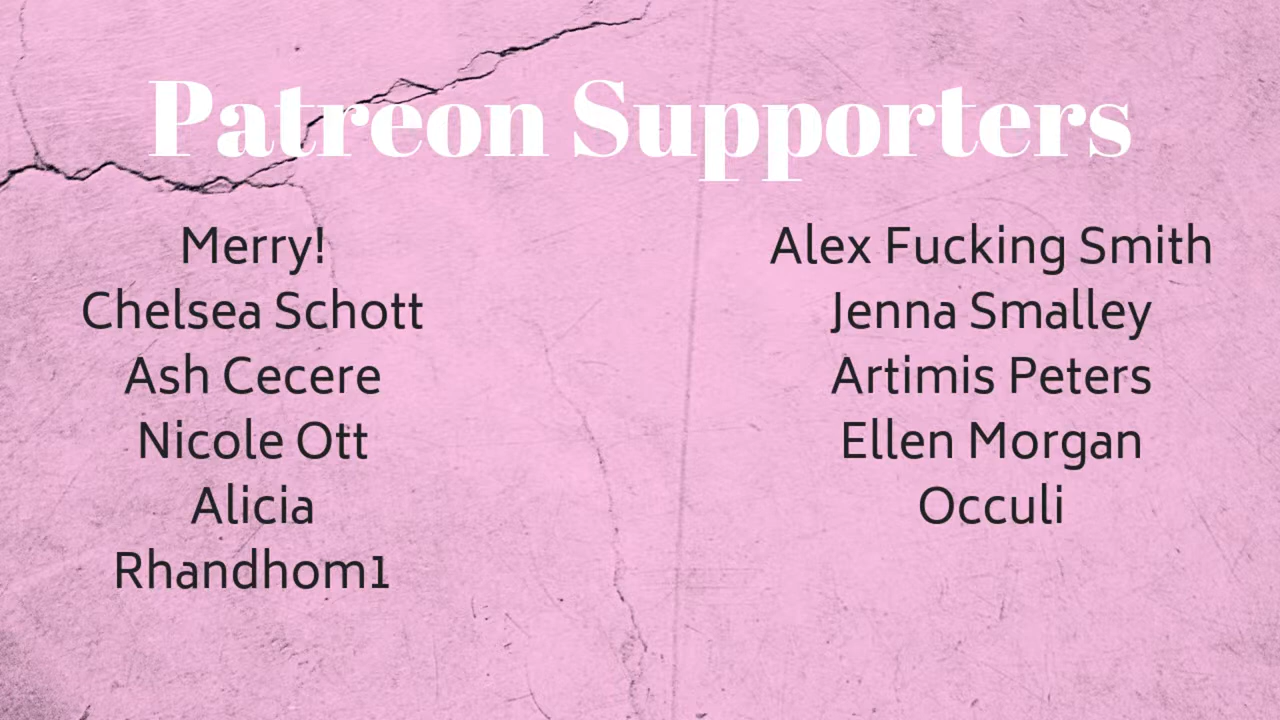 Patreon Supporters
Merry!
Chelsea Schott
Ash Cecere
Nicole Ott
Alicia
Rhandhom1
Alex Fucking Smith
Jenna Smalley
Artimis Peters
Ellen Morgan
Occuli